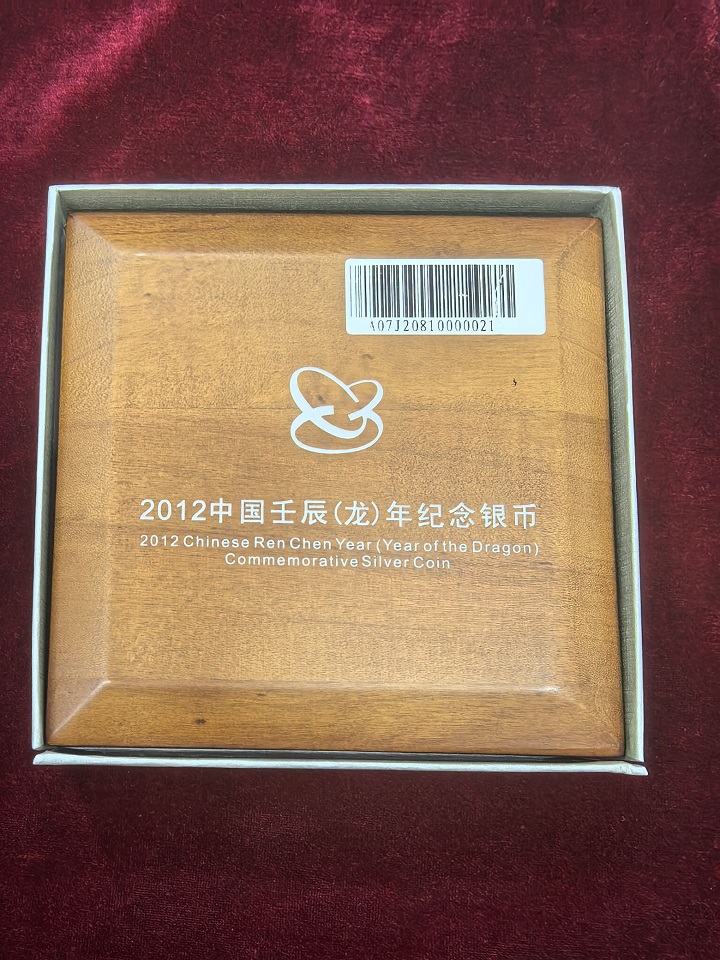 A07J20810000021
2012中国壬辰(龙)年纪念银币
2012 Chinese Ren Chen Year (Year of the Dragon)
Commemorative Silver Coin